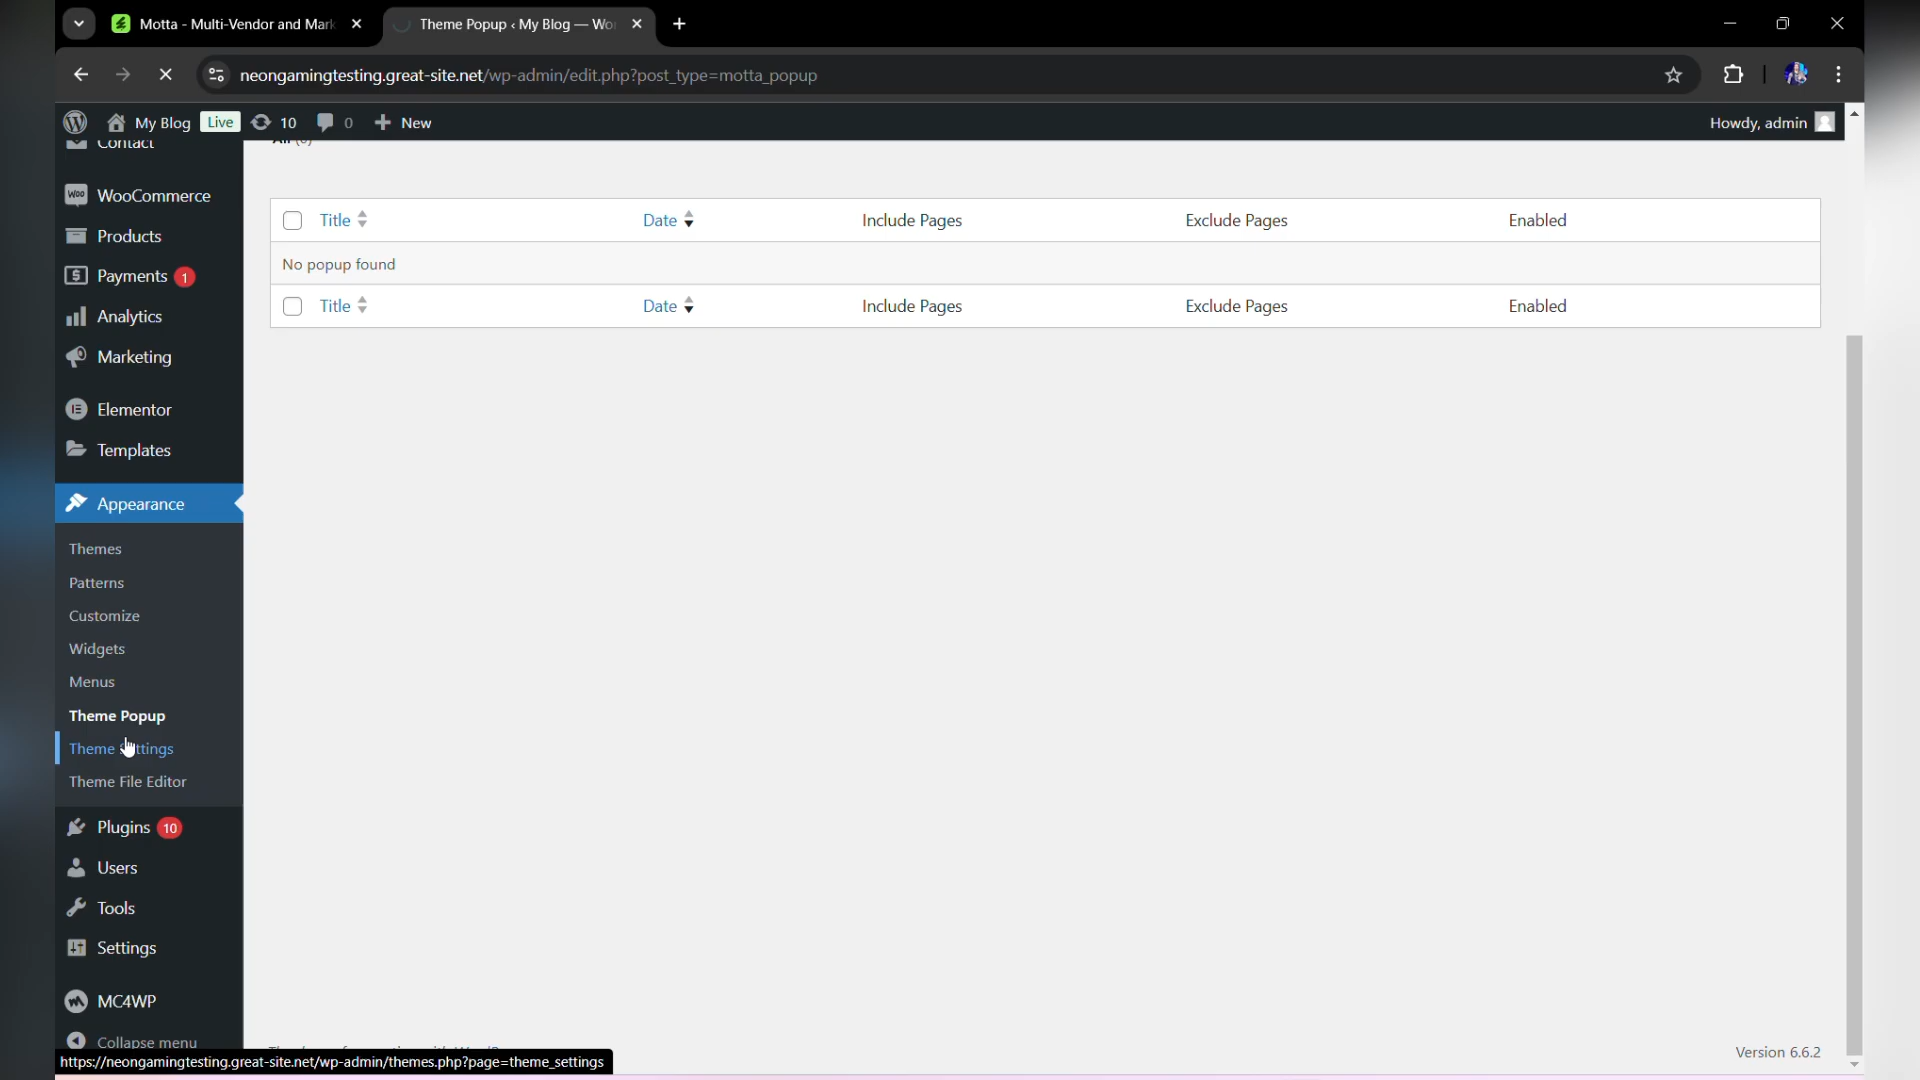 Motta - Multi-Vendor and Mark
Theme Popup ‹ My Blog — Wo
neongamingtesting.great-site.net/wp-admin/edit.php?post_type=motta_popup
My Blog Live 10 0 New
Howdy, admin
Contact
WooCommerce
Products
Payments 1
Analytics
Marketing
Elementor
Templates
Appearance
Themes
Patterns
Customize
Widgets
Menus
Theme Popup
Theme Settings
Theme File Editor
Plugins 10
Users
Tools
Settings
MC4WP
Collapse menu
Title Date Include Pages Exclude Pages Enabled
No popup found
Title Date Include Pages Exclude Pages Enabled
Version 6.6.2
https://neongamingtesting.great-site.net/wp-admin/themes.php?page=theme_settings